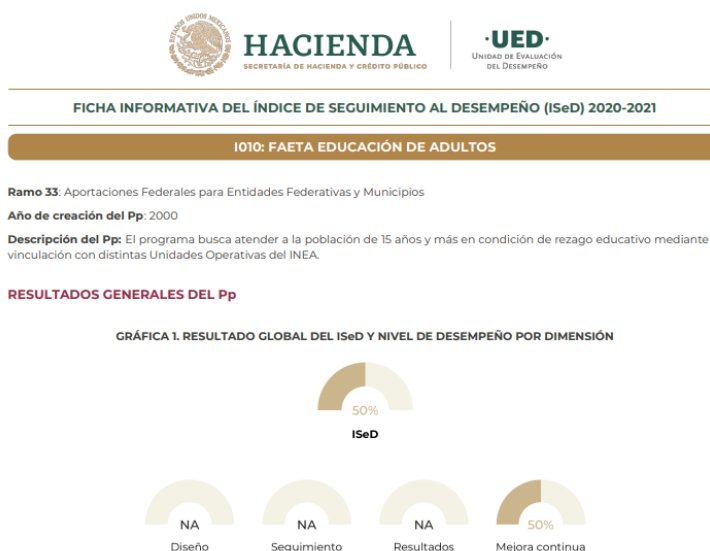 ESTADOS UNIDOS MEXICANOS
HACIENDA
SECRETARÍA DE HACIENDA Y CRÉDITO PÚBLICO
·UED·
UNIDAD DE EVALUACIÓN
DEL DESEMPEÑO
FICHA INFORMATIVA DEL ÍNDICE DE SEGUIMIENTO AL DESEMPEÑO (ISeD) 2020-2021
I010: FAETA EDUCACIÓN DE ADULTOS
Ramo 33: Aportaciones Federales para Entidades Federativas y Municipios
Año de creación del Pp: 2000
Descripción del Pp: El programa busca atender a la población de 15 años y más en condición de rezago educativo mediante
vinculación con distintas Unidades Operativas del INEA.
RESULTADOS GENERALES DEL Pp
GRÁFICA 1. RESULTADO GLOBAL DEL ISeD Y NIVEL DE DESEMPEÑO POR DIMENSIÓN
50%
ISeD
NA NA NA 50%
Diseño Seguimiento Resultados Mejora continua